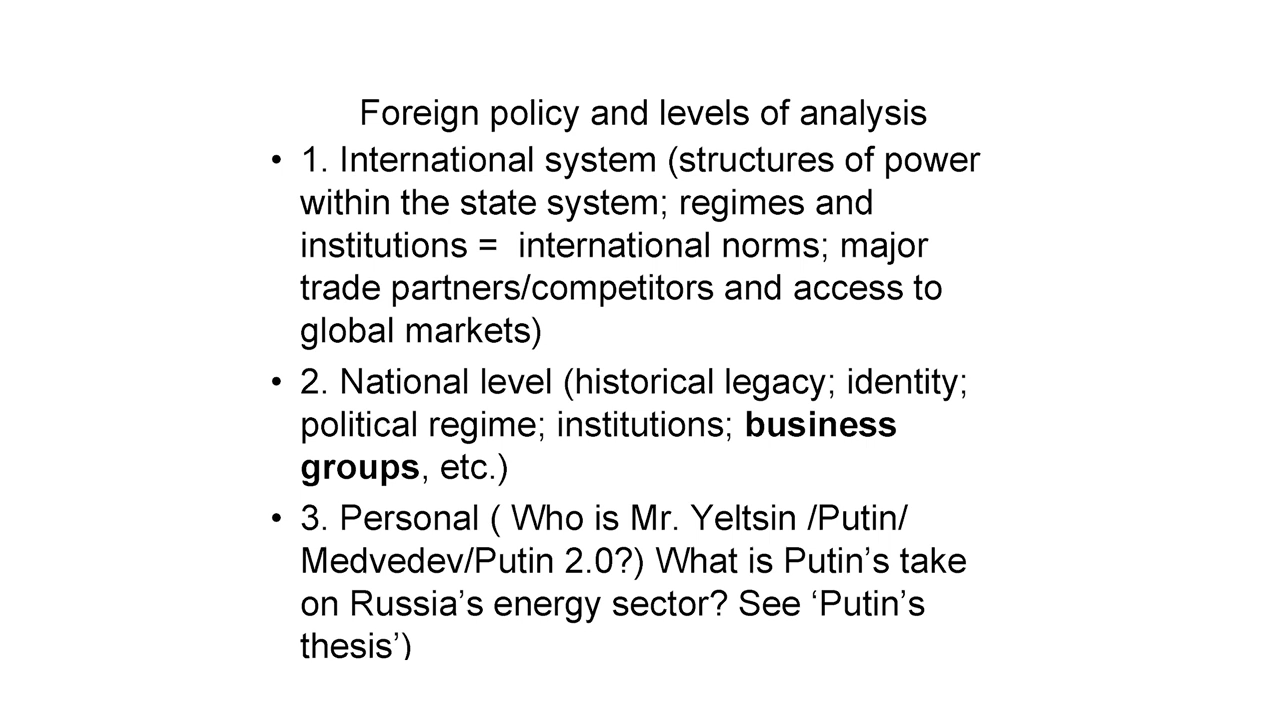 Foreign policy and levels of analysis
• 1. International system (structures of power
within the state system; regimes and
institutions =  international norms; major
trade partners/competitors and access to
global markets)
• 2. National level (historical legacy; identity;
political regime; institutions; business
groups, etc.)
• 3. Personal ( Who is Mr. Yeltsin /Putin/
Medvedev/Putin 2.0?) What is Putin’s take
on Russia’s energy sector? See ‘Putin’s
thesis’)